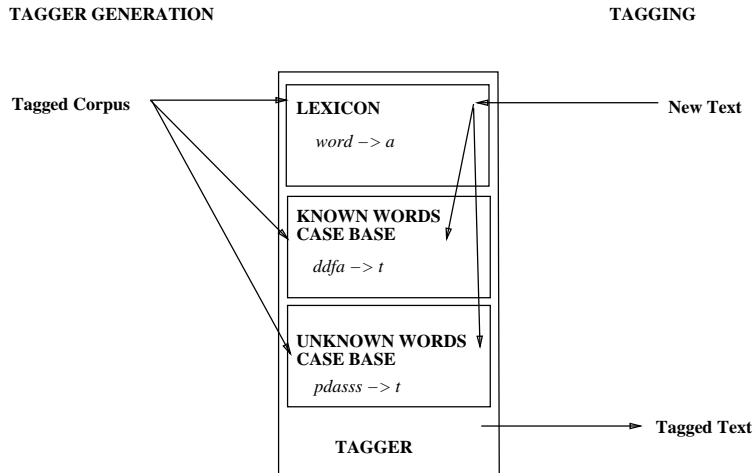 TAGGER GENERATION
TAGGING
Tagged Corpus
LEXICON
word −> a
New Text
KNOWN WORDS
CASE BASE
ddfa −> t
UNKNOWN WORDS
CASE BASE
pdasss −> t
Tagged Text
TAGGER